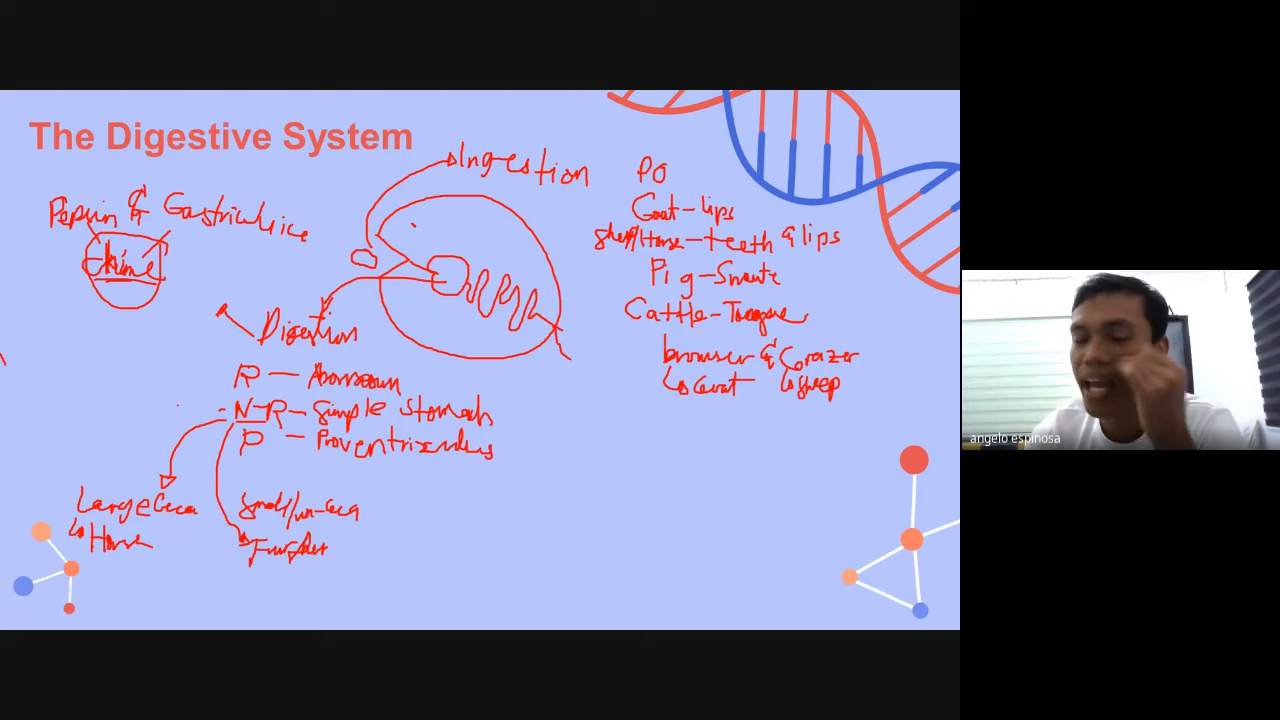 The Digestive System
Ingestion
Pepsin & Gastric Juice
Chime
Digestion
R - Abomasum
N-R - Simple stomach
P - Proventriculus
Large Ceca
Horse
Small/un-Ceca
PO
Goat - lips
Sheep/Horse - teeth & lips
Pig - Snout
Cattle - Tongue
browser & Grazer
Goat
Sheep
angelo espinosa